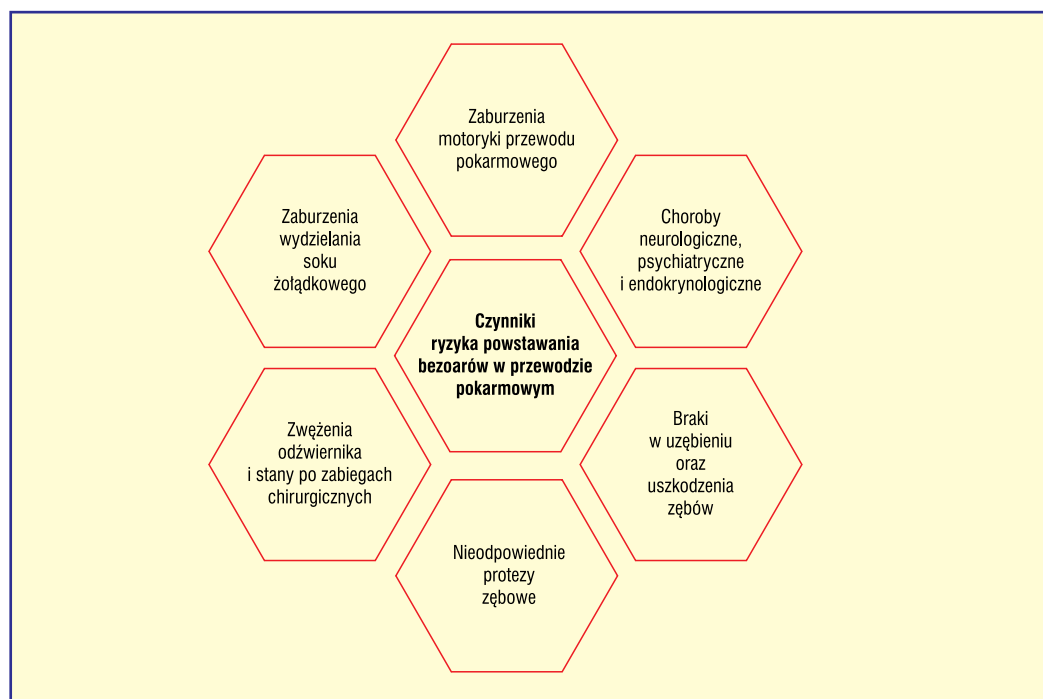 Zaburzenia
motoryki przewodu
pokarmowego
Zaburzenia
wydzielania
soku
żołądkowego
Choroby
neurologiczne,
psychiatryczne
i endokrynologiczne
Czynniki
ryzyka powstawania
bezoarów w przewodzie
pokarmowym
Zwężenia
odźwiernika
i stany po zabiegach
chirurgicznych
Braki
w uzębieniu
oraz
uszkodzenia
zębów
Nieodpowiednie
protezy
zębowe